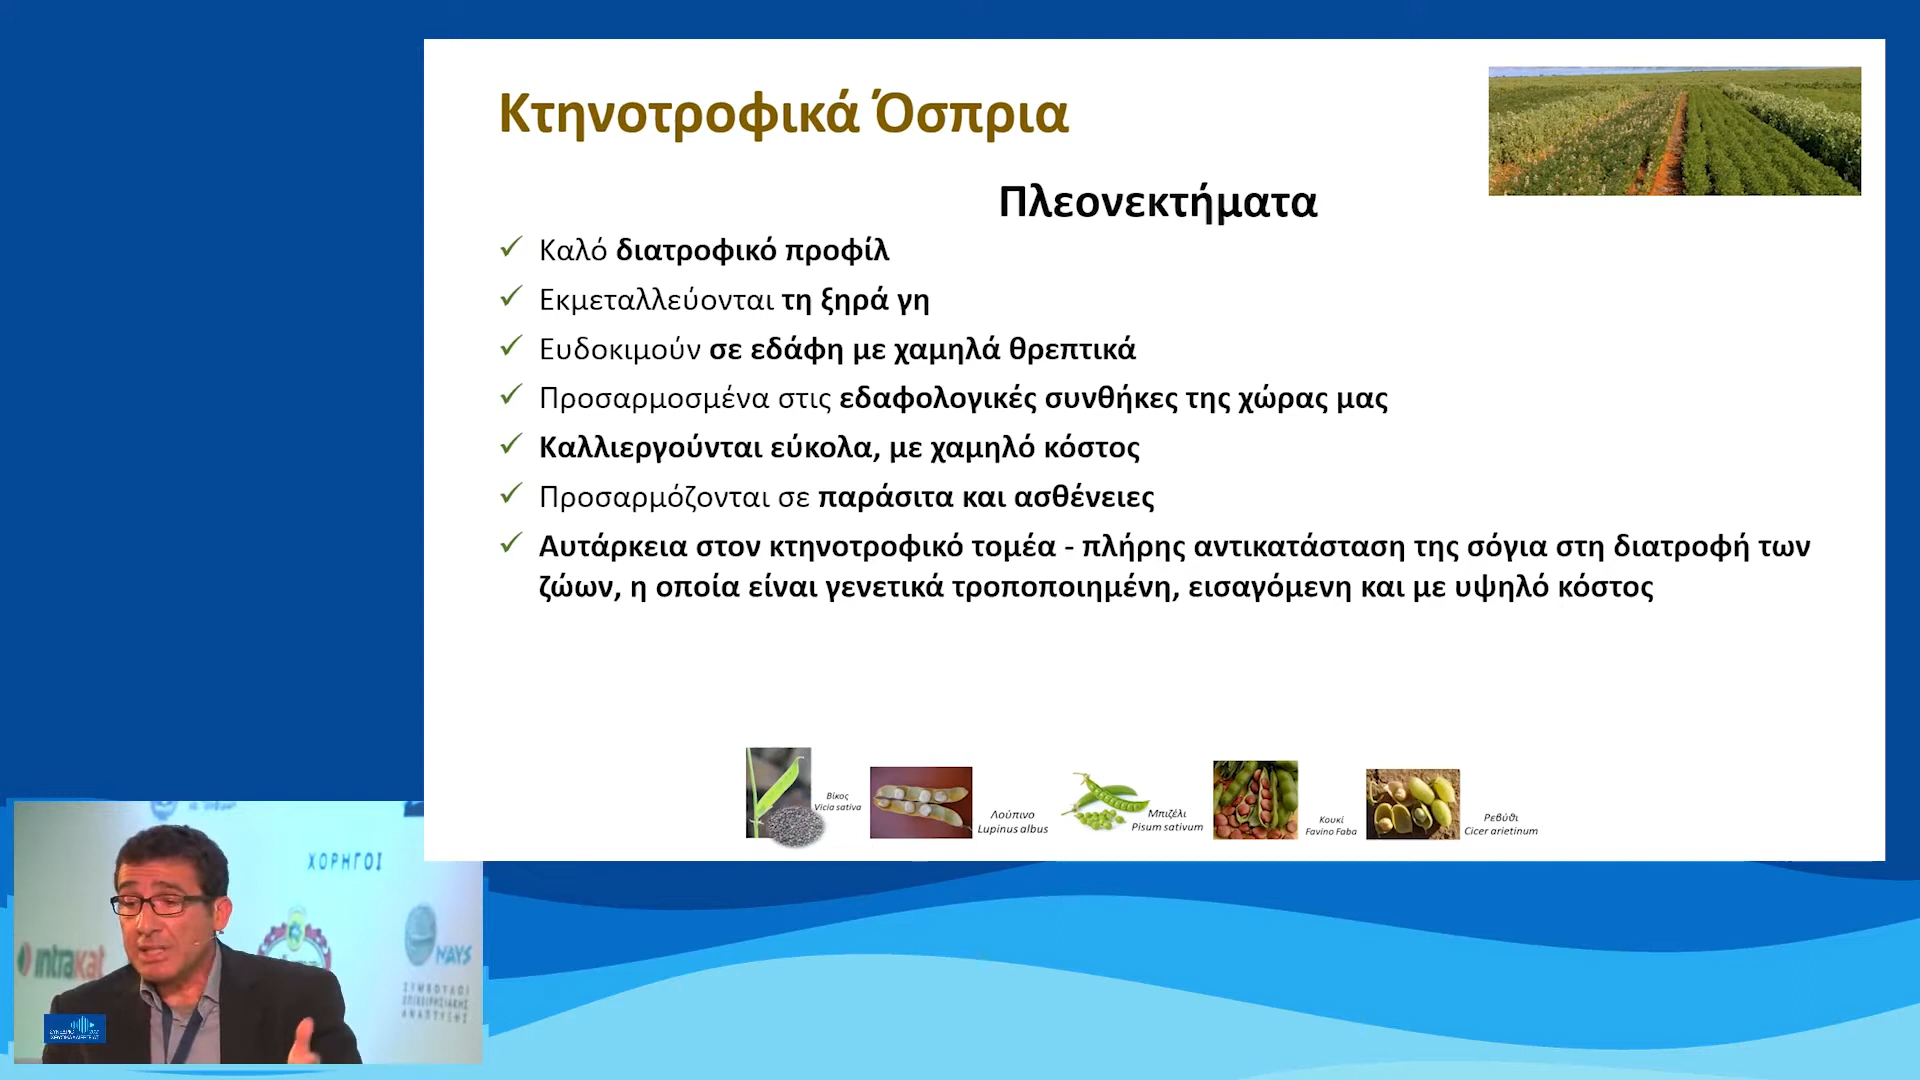 Κτηνοτροφικά Όσπρια
Πλεονεκτήματα
✓ Καλό διατροφικό προφίλ
✓ Εκμεταλλεύονται τη ξηρά γη
✓ Ευδοκιμούν σε εδάφη με χαμηλά θρεπτικά
✓ Προσαρμοσμένα στις εδαφολογικές συνθήκες της χώρας μας
✓ Καλλιεργούνται εύκολα, με χαμηλό κόστος
✓ Προσαρμόζονται σε παράσιτα και ασθένειες
✓ Αυτάρκεια στον κτηνοτροφικό τομέα - πλήρης αντικατάσταση της σόγια στη διατροφή των
ζώων, η οποία είναι γενετικά τροποποιημένη, εισαγόμενη και με υψηλό κόστος
Βίκος
Vicia sativa
Λούπινο
Lupinus albus
Μπιζέλι
Pisum sativum
Κουκί
Favino Faba
Ρεβύθι
Cicer arietinum
ΧΟΡΗΓΟΙ
intrakat
NAYS
ΣΥΜΒΟΥΛΟΙ
ΕΠΙΧΕΙΡΗΣΙΑΚΗΣ
ΑΝΑΠΤΥΞΗΣ